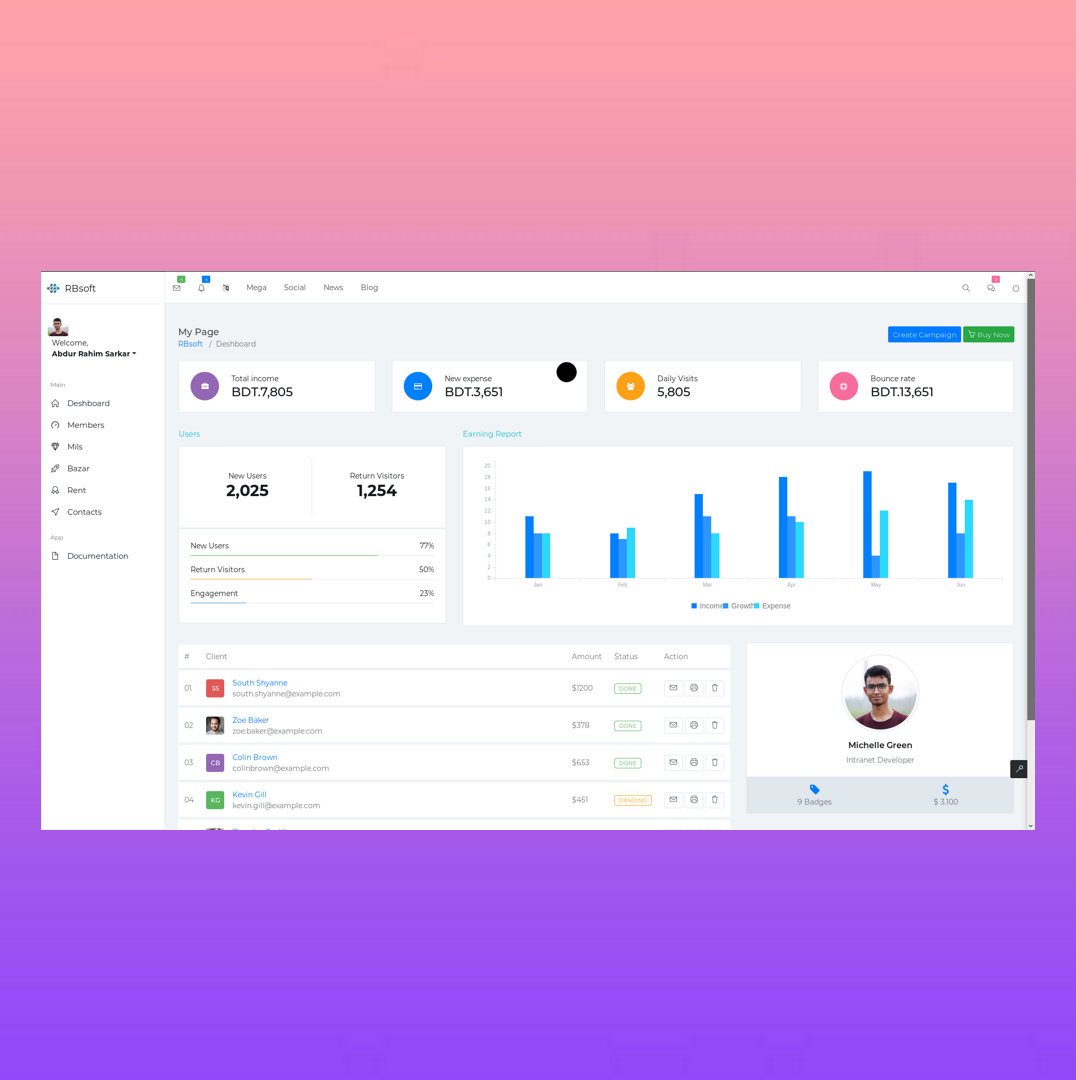 RBsoft
Mega Social News Blog
Welcome,
Abdur Rahim Sarkar
Main
Dashboard
Members
Mils
Bazar
Rent
Contacts
App
Documentation
My Page
RBsoft / Deshboard
Create Campaign
Buy Now
Total income
BDT.7,805
New expense
BDT.3,651
Daily Visits
5,805
Bounce rate
BDT.13,651
Users
New Users
2,025
Return Visitors
1,254
New Users 77%
Return Visitors 50%
Engagement 23%
Earning Report
20
18
16
14
12
10
8
6
4
2
0
Jan Feb Mar Apr May Jun
Income Growth Expense
# Client Amount Status Action
01 SS South Shyanne $1200 DONE
south.shyanne@example.com
02 Zoe Baker $378 DONE
zoe.baker@example.com
03 CB Colin Brown $653 DONE
colinbrown@example.com
04 KG Kevin Gill $451 PANDING
kevin.gill@example.com
Michelle Green
Intranet Developer
9 Badges
$ 3.100